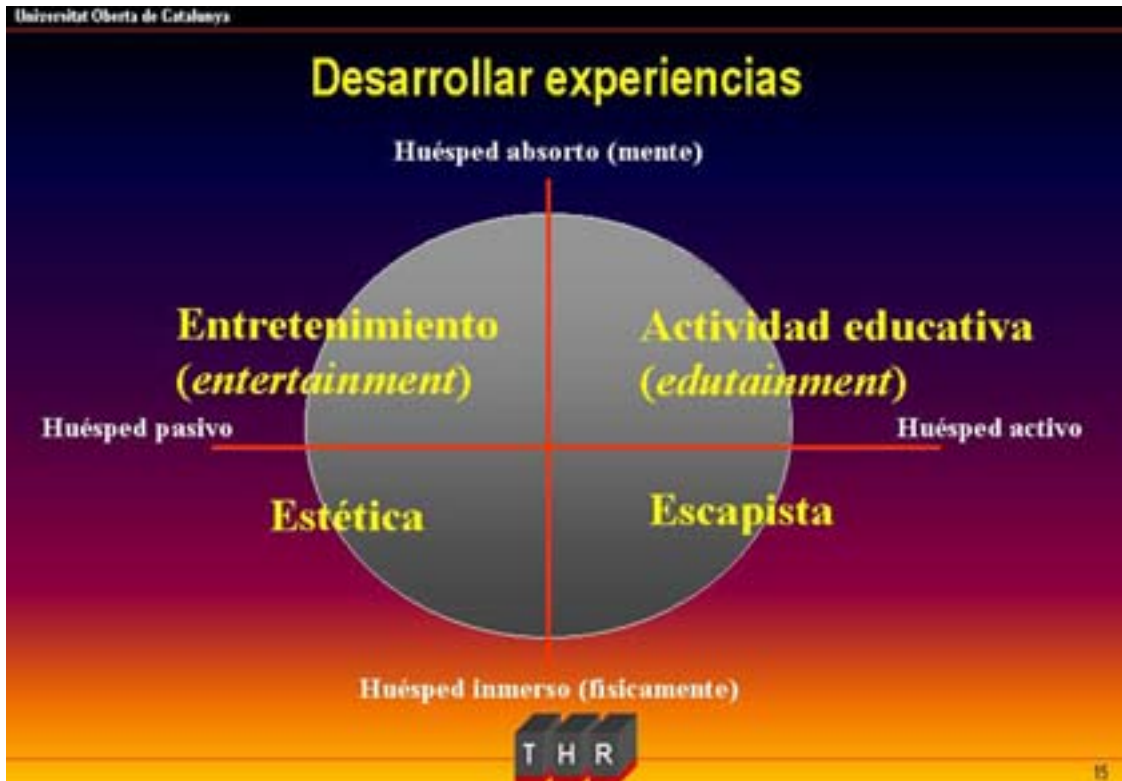 Universitat Oberta de Catalunya
Desarrollar experiencias
Huésped absorto (mente)
Entretenimiento
(entertainment)
Actividad educativa
(edutainment)
Huésped pasivo
Huésped activo
Estética
Escapista
Huésped inmerso (fisicamente)
T H R
15